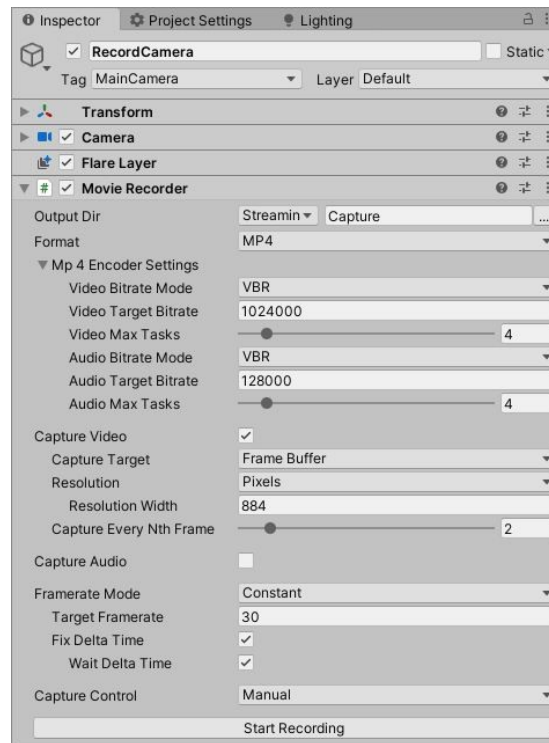 Inspector Project Settings Lighting
RecordCamera Static
Tag MainCamera Layer Default
Transform
Camera
Flare Layer
# Movie Recorder
Output Dir Streamin Capture ...
Format MP4
Mp 4 Encoder Settings
Video Bitrate Mode VBR
Video Target Bitrate 1024000
Video Max Tasks 4
Audio Bitrate Mode VBR
Audio Target Bitrate 128000
Audio Max Tasks 4
Capture Video
Capture Target Frame Buffer
Resolution Pixels
Resolution Width 884
Capture Every Nth Frame 2
Capture Audio
Framerate Mode Constant
Target Framerate 30
Fix Delta Time
Wait Delta Time
Capture Control Manual
Start Recording